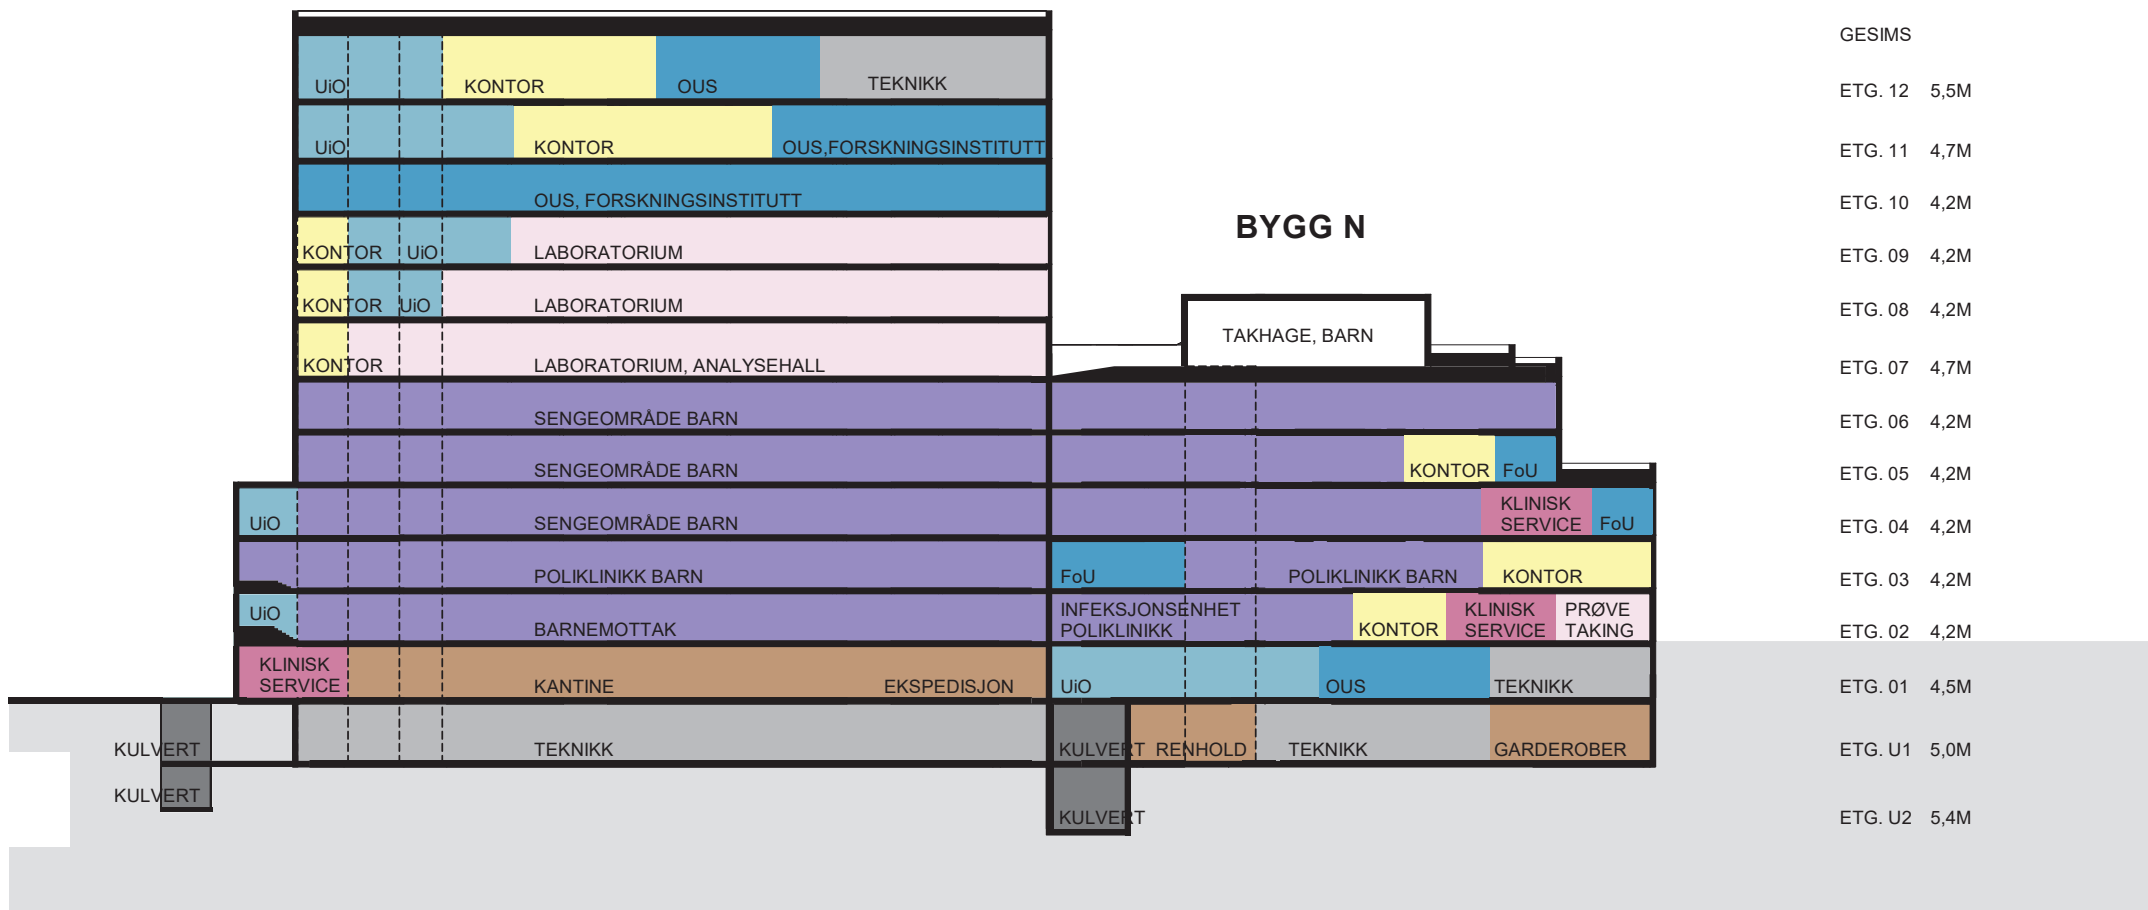 GESIMS
UiO KONTOR OUS TEKNIKK ETG. 12 5,5M
UiO KONTOR OUS,FORSKNINGSINSTITUTT ETG. 11 4,7M
OUS, FORSKNINGSINSTITUTT ETG. 10 4,2M
BYGG N
KONTOR UiO LABORATORIUM ETG. 09 4,2M
KONTOR UiO LABORATORIUM ETG. 08 4,2M
TAKHAGE, BARN
KONTOR LABORATORIUM, ANALYSEHALL ETG. 07 4,7M
SENGEOMRÅDE BARN ETG. 06 4,2M
SENGEOMRÅDE BARN KONTOR FoU ETG. 05 4,2M
KLINISK
UiO SENGEOMRÅDE BARN SERVICE FoU ETG. 04 4,2M
POLIKLINIKK BARN FoU POLIKLINIKK BARN KONTOR ETG. 03 4,2M
UiO INFEKSJONSENHET KLINISK PRØVE
BARNEMOTTAK POLIKLINIKK KONTOR SERVICE TAKING ETG. 02 4,2M
KLINISK
SERVICE KANTINE EKSPEDISJON UiO OUS TEKNIKK ETG. 01 4,5M
KULVERT TEKNIKK KULVERT RENHOLD TEKNIKK GARDEROBER ETG. U1 5,0M
KULVERT
KULVERT ETG. U2 5,4M